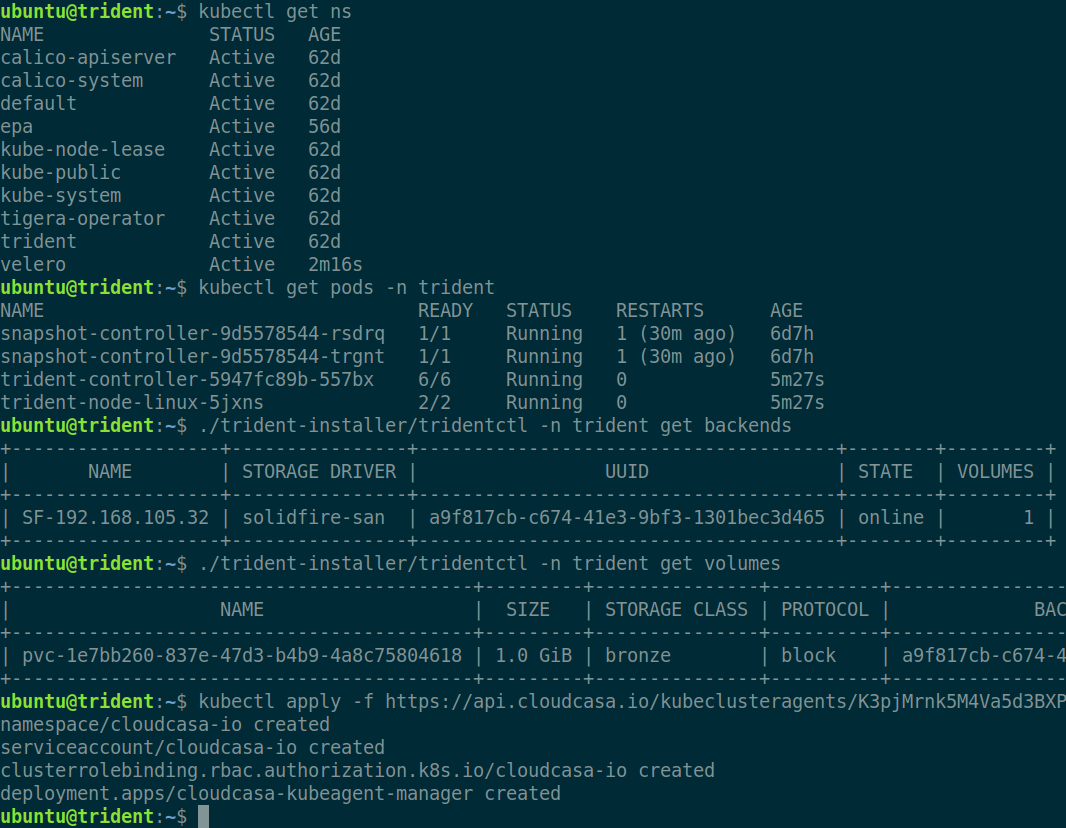 ubuntu@trident:~$ kubectl get ns
NAME STATUS AGE
calico-apiserver Active 62d
calico-system Active 62d
default Active 62d
epa Active 56d
kube-node-lease Active 62d
kube-public Active 62d
kube-system Active 62d
tigera-operator Active 62d
trident Active 62d
velero Active 2m16s
ubuntu@trident:~$ kubectl get pods -n trident
NAME READY STATUS RESTARTS AGE
snapshot-controller-9d5578544-rsdrq 1/1 Running 1 (30m ago) 6d7h
snapshot-controller-9d5578544-trgnt 1/1 Running 1 (30m ago) 6d7h
trident-controller-5947fc89b-557bx 6/6 Running 0 5m27s
trident-node-linux-5jxns 2/2 Running 0 5m27s
ubuntu@trident:~$ ./trident-installer/tridentctl -n trident get backends
+-------------------+----------------+--------------------------------------+--------+---------+
| NAME | STORAGE DRIVER | UUID | STATE | VOLUMES |
+-------------------+----------------+--------------------------------------+--------+---------+
| SF-192.168.105.32 | solidfire-san | a9f817cb-c674-41e3-9bf3-1301bec3d465 | online | 1 |
+-------------------+----------------+--------------------------------------+--------+---------+
ubuntu@trident:~$ ./trident-installer/tridentctl -n trident get volumes
+------------------------------------------+---------+---------------+----------+----------------
| NAME | SIZE | STORAGE CLASS | PROTOCOL | BAC
+------------------------------------------+---------+---------------+----------+----------------
| pvc-1e7bb260-837e-47d3-b4b9-4a8c75804618 | 1.0 GiB | bronze | block | a9f817cb-c674-4
+------------------------------------------+---------+---------------+----------+----------------
ubuntu@trident:~$ kubectl apply -f https://api.cloudcasa.io/kubeclusteragents/K3pjMrnk5M4Va5d3BXP
namespace/cloudcasa-io created
serviceaccount/cloudcasa-io created
clusterrolebinding.rbac.authorization.k8s.io/cloudcasa-io created
deployment.apps/cloudcasa-kubeagent-manager created
ubuntu@trident:~$